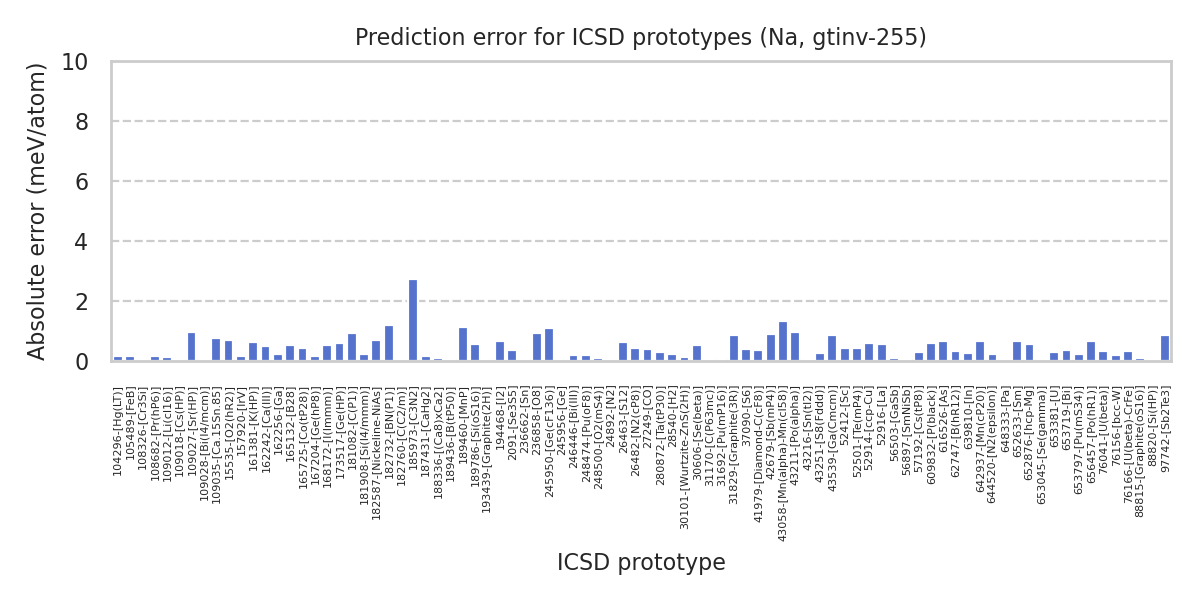 Prediction error for ICSD prototypes (Na, gtinv-255)
Absolute error (meV/atom)
10
8
6
4
2
0
104296-[Hg(LT)]
105489-[FeB]
108326-[Cr3Si]
108682-[Pr(hP6)]
109012-[Li(cI16)]
109018-[Cs(HP)]
109027-[Sr(HP)]
109028-[Bi(I4/mcm)]
109035-[Ca.15Sn.85]
15535-[O2(hR2)]
157920-[IrV]
161381-[K(HP)]
162242-[Ca(III)]
162256-[Ga]
165132-[B28]
165725-[Co(tP28)]
167204-[Ge(hP8)]
168172-[I(Immm)]
173517-[Ge(HP)]
181082-[C(P1)]
181908-[Si(I4/mmm)]
182587-[Nickeline-NiAs]
182732-[BN(P1)]
182760-[C(C2/m)]
185973-[C3N2]
187431-[CaHg2]
188336-[(Ca8)xCa2]
189436-[B(tP50)]
189460-[MnP]
189786-[Si(oS16)]
193439-[Graphite(2H)]
194468-[I2]
2091-[Se3S5]
236662-[Sn]
236858-[O8]
245950-[Ge(cF136)]
245956-[Ge]
246446-[Bi(III)]
248474-[Pu(oF8)]
248500-[O2(mS4)]
24892-[N2]
26463-[S12]
26482-[N2(cP8)]
27249-[CO]
280872-[Ta(tP30)]
28540-[H2]
30101-[Wurtzite-ZnS(2H)]
30606-[Se(beta)]
31170-[C(P63mc)]
31692-[Pu(mP16)]
31829-[Graphite(3R)]
37090-[S6]
41979-[Diamond-C(cF8)]
42679-[Sb(mP4)]
43058-[Mn(alpha)-Mn(cI58)]
43211-[Po(alpha)]
43216-[Sn(tI2)]
43251-[S8(Fddd)]
43539-[Ga(Cmcm)]
52412-[Sc]
52501-[Te(mP4)]
52914-[fcc-Cu]
52916-[La]
56503-[GaSb]
56897-[SmNiSb]
57192-[Cs(tP8)]
609832-[P(black)]
616526-[As]
62747-[B(hR12)]
639810-[In]
642937-[Mn(cP20)]
644520-[N2(epsilon)]
648333-[Pa]
652633-[Sm]
652876-[hcp-Mg]
653045-[Se(gamma)]
653381-[U]
653719-[Bi]
653797-[Pu(mS34)]
656457-[Po(hR1)]
76041-[U(beta)]
76156-[bcc-W]
76166-[U(beta)-CrFe]
88815-[Graphite(oS16)]
88820-[Si(HP)]
97742-[Sb2Te3]
ICSD prototype